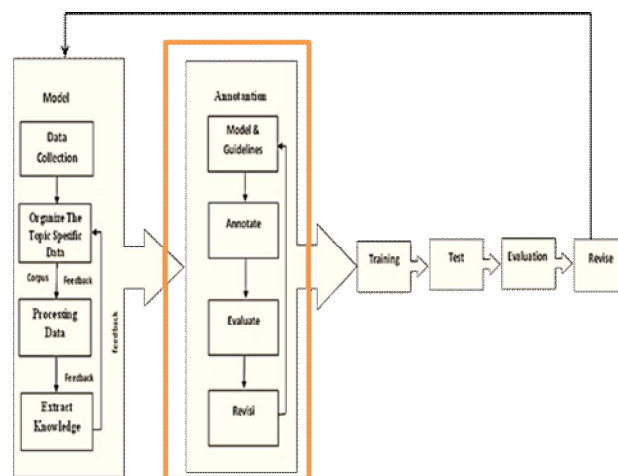 Model
Data
Collection
Organize The
Topic Specific
Data
Corpus
Feedback
Processing
Data
Feedback
Extract
Knowledge
feedback
Annotantion
Model &
Guidelines
Annotate
Evaluate
Revisi
Training
Test
Evaluation
Revise